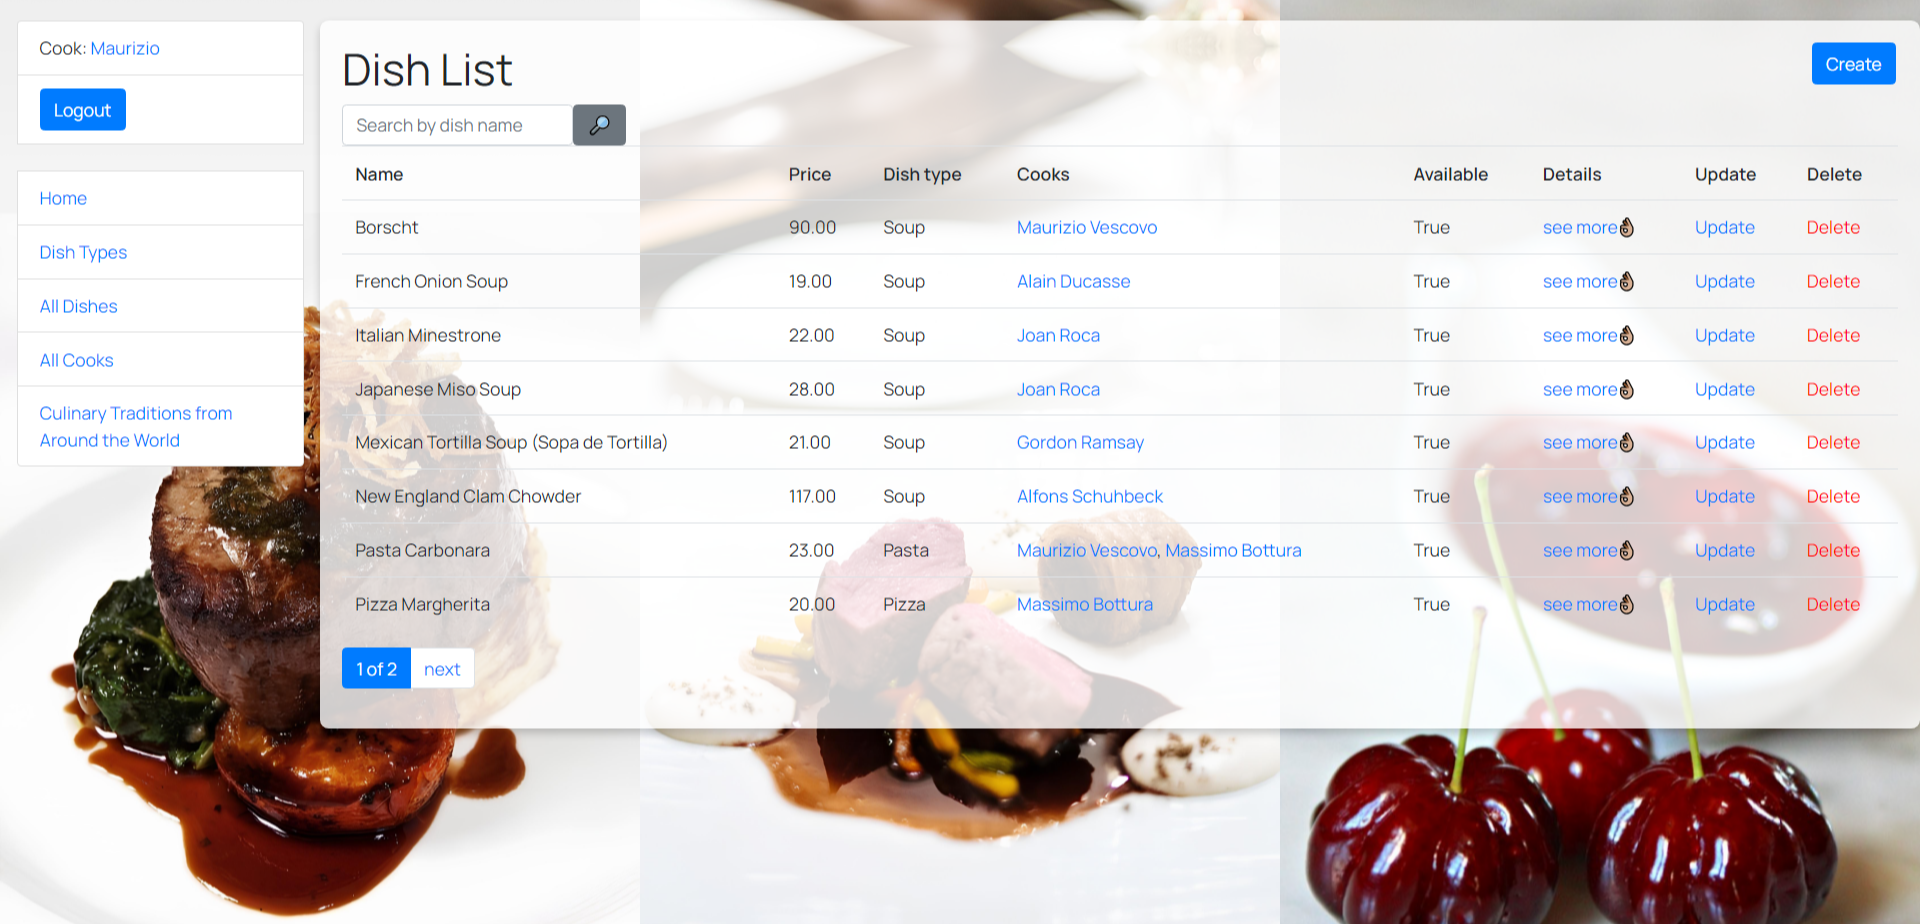 Cook: Maurizio
Logout
Home
Dish Types
All Dishes
All Cooks
Culinary Traditions from
Around the World
Dish List
Create
Search by dish name
Name Price Dish type Cooks Available Details Update Delete
Borscht 90.00 Soup Maurizio Vescovo True see more👌🏽 Update Delete
French Onion Soup 19.00 Soup Alain Ducasse True see more👌🏽 Update Delete
Italian Minestrone 22.00 Soup Joan Roca True see more👌🏽 Update Delete
Japanese Miso Soup 28.00 Soup Joan Roca True see more👌🏽 Update Delete
Mexican Tortilla Soup (Sopa de Tortilla) 21.00 Soup Gordon Ramsay True see more👌🏽 Update Delete
New England Clam Chowder 117.00 Soup Alfons Schuhbeck True see more👌🏽 Update Delete
Pasta Carbonara 23.00 Pasta Maurizio Vescovo, Massimo Bottura True see more👌🏽 Update Delete
Pizza Margherita 20.00 Pizza Massimo Bottura True see more👌🏽 Update Delete
1 of 2 next